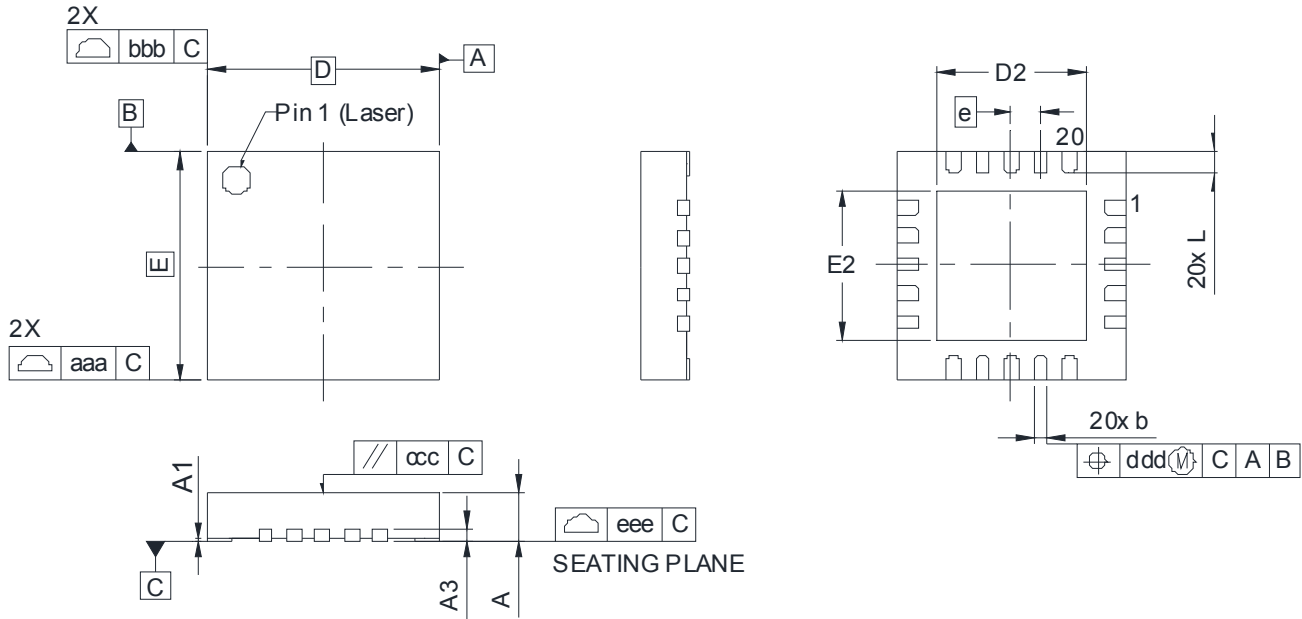 2X
bbb C
D
A
B
Pin 1 (Laser)
E
2X
aaa C
D2
e
20
1
E2
20x L
20x b
ddd M C A B
// ccc C
A1
A3
A
eee C
SEATING PLANE
C